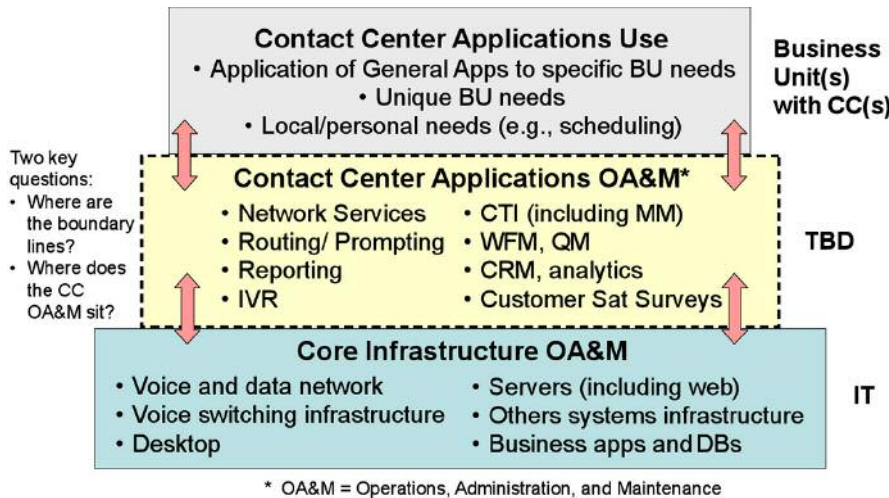 Contact Center Applications Use
• Application of General Apps to specific BU needs
• Unique BU needs
• Local/personal needs (e.g., scheduling)
Business
Unit(s)
with CC(s)
Two key
questions:
• Where are
the boundary
lines?
• Where does
the CC
OA&M sit?
Contact Center Applications OA&M*
• Network Services
• Routing/ Prompting
• Reporting
• IVR
• CTI (including MM)
• WFM, QM
• CRM, analytics
• Customer Sat Surveys
TBD
Core Infrastructure OA&M
• Voice and data network
• Voice switching infrastructure
• Desktop
• Servers (including web)
• Others systems infrastructure
• Business apps and DBs
IT
* OA&M = Operations, Administration, and Maintenance